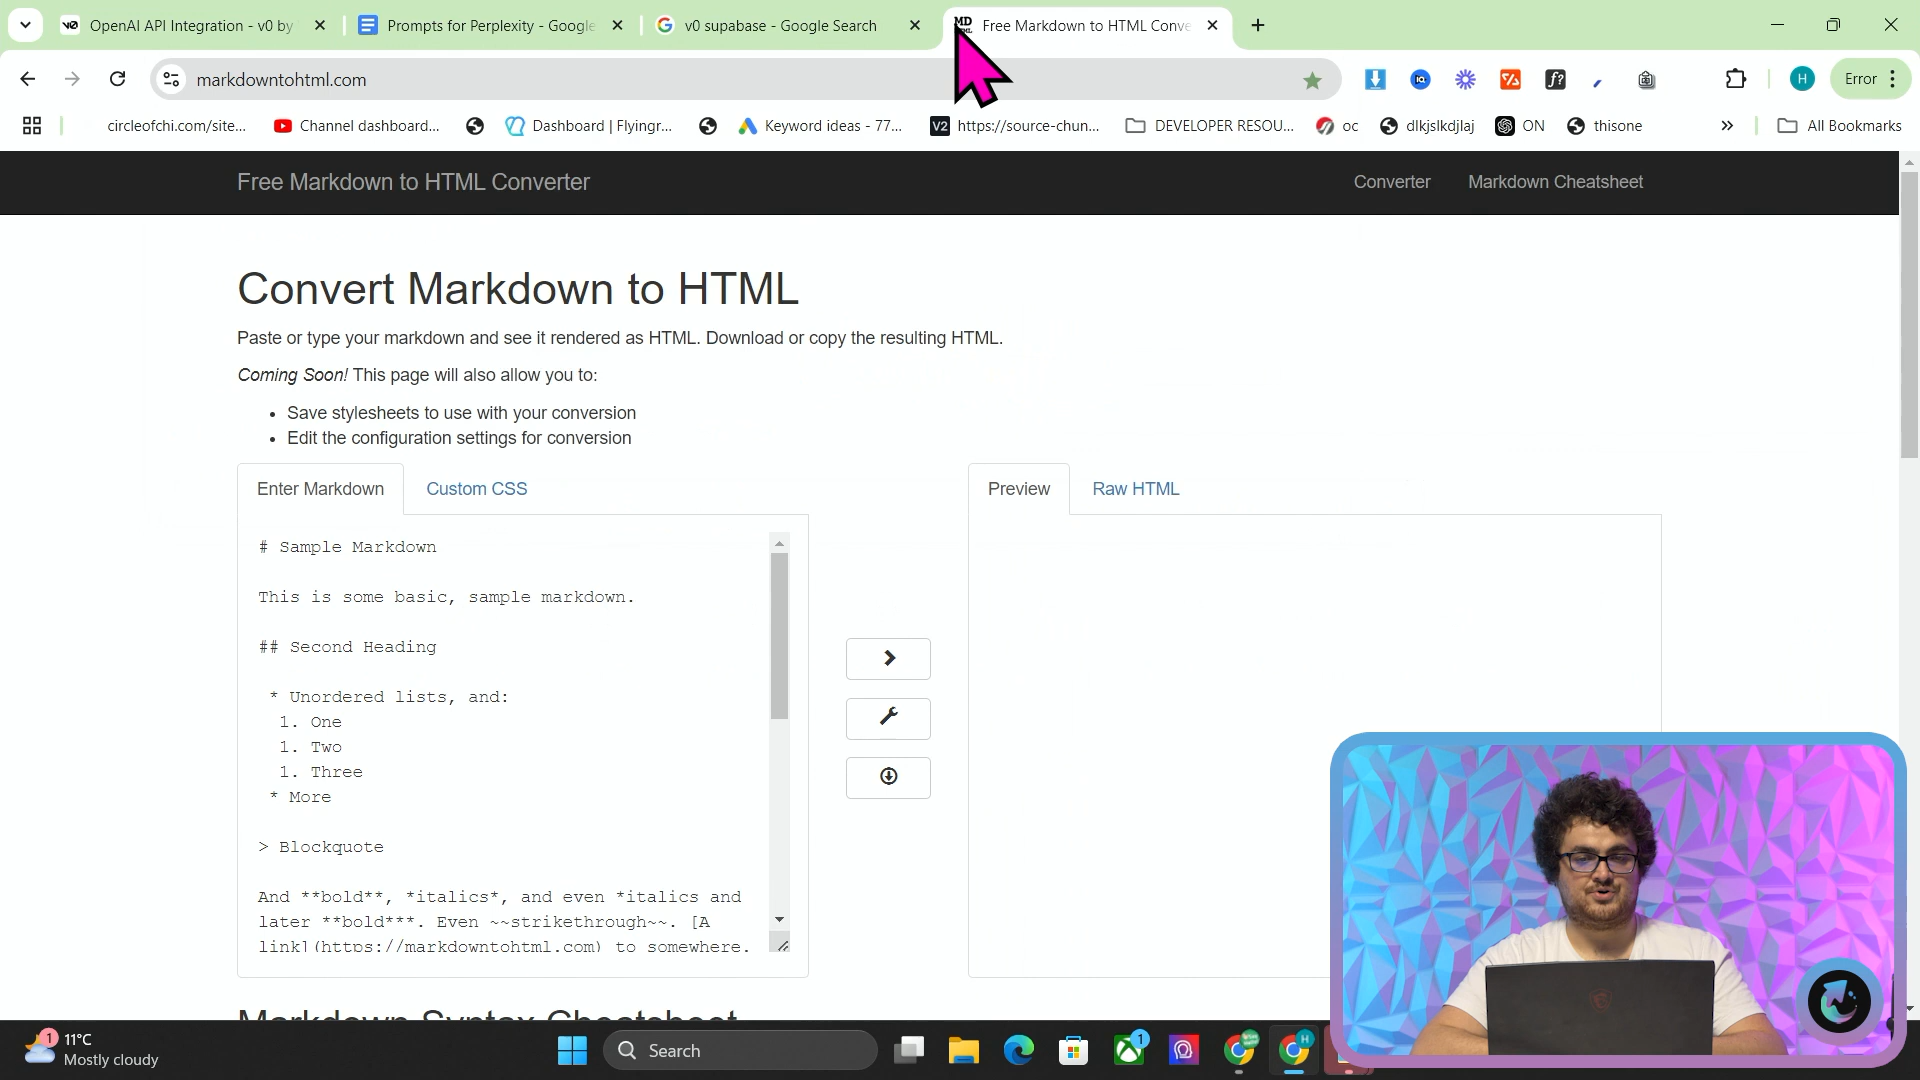 OpenAI API Integration - v0 by
Prompts for Perplexity - Google
v0 supabase - Google Search
Free Markdown to HTML Conve
markdowntohtml.com
H
Error
circleofchi.com/site...
Channel dashboard...
Dashboard | Flyingr...
Keyword ideas - 77...
V2 https://source-chun...
DEVELOPER RESOU...
oc
dlkjslkdjlaj
ON
thisone
All Bookmarks
Free Markdown to HTML Converter
Converter
Markdown Cheatsheet
Convert Markdown to HTML
Paste or type your markdown and see it rendered as HTML. Download or copy the resulting HTML.
Coming Soon! This page will also allow you to:
• Save stylesheets to use with your conversion
• Edit the configuration settings for conversion
Enter Markdown
Custom CSS
Preview
Raw HTML
# Sample Markdown
This is some basic, sample markdown.
## Second Heading
* Unordered lists, and:
1. One
1. Two
1. Three
* More
> Blockquote
And **bold**, *italics*, and even *italics and
later **bold***. Even ~~strikethrough~~. [A
link](https://markdowntohtml.com) to somewhere.
Markdown Syntax Cheatsheet
1
11°C
Mostly cloudy
Search
1
H